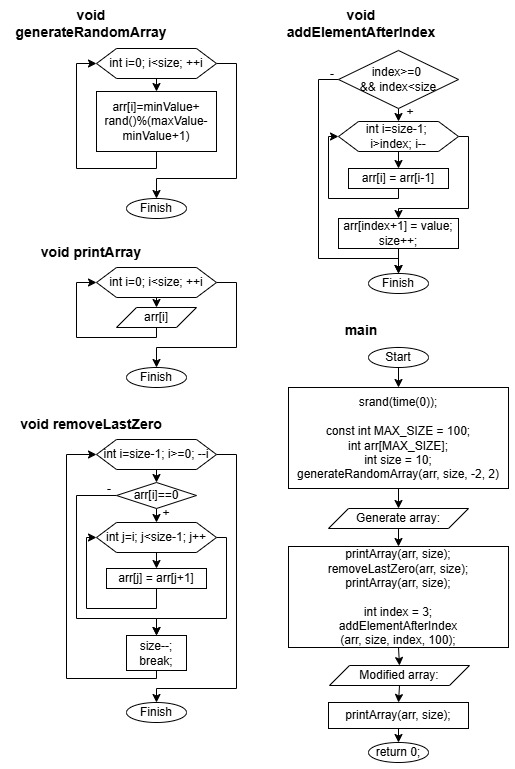 void
generateRandomArray
int i=0; i<size; ++i
arr[i]=minValue+
rand()%(maxValue-
minValue+1)
Finish
void printArray
int i=0; i<size; ++i
arr[i]
Finish
void removeLastZero
int i=size-1; i>=0; --i
-
arr[i]==0
+
int j=i; j<size-1; j++
arr[j] = arr[j+1]
size--;
break;
Finish
void
addElementAfterIndex
-
index>=0
&& index<size
+
int i=size-1;
i>index; i--
arr[i] = arr[i-1]
arr[index+1] = value;
size++;
Finish
main
Start
srand(time(0));
const int MAX_SIZE = 100;
int arr[MAX_SIZE];
int size = 10;
generateRandomArray(arr, size, -2, 2)
Generate array:
printArray(arr, size);
removeLastZero(arr, size);
printArray(arr, size);
int index = 3;
addElementAfterIndex
(arr, size, index, 100);
Modified array:
printArray(arr, size);
return 0;